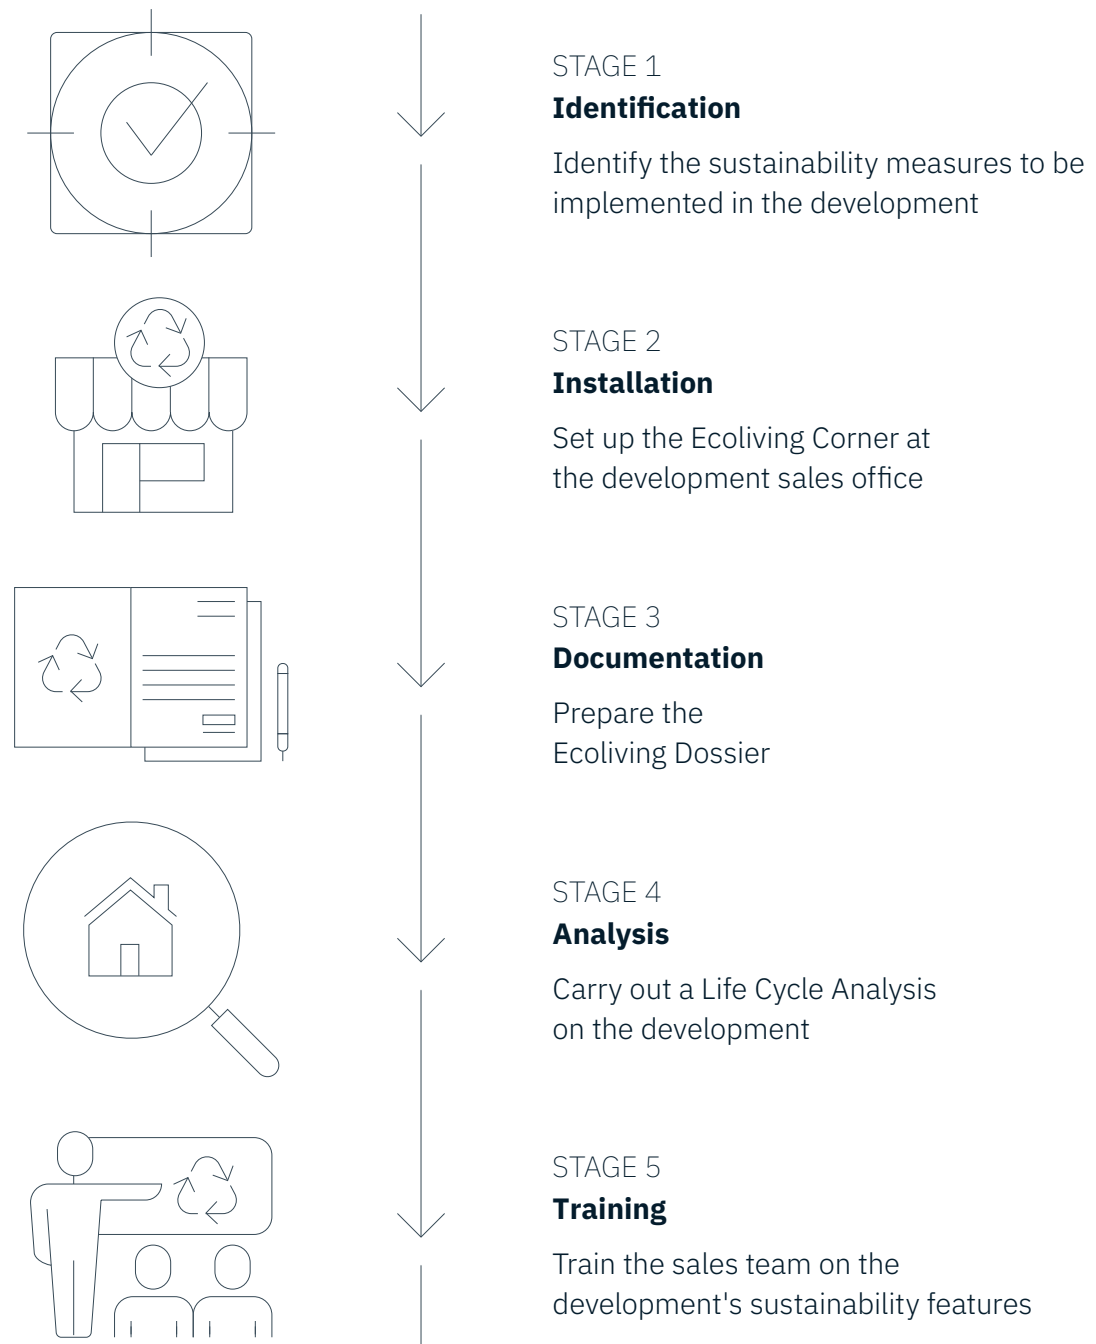 STAGE 1
Identification
Identify the sustainability measures to be
implemented in the development
STAGE 2
Installation
Set up the Ecoliving Corner at
the development sales office
STAGE 3
Documentation
Prepare the
Ecoliving Dossier
STAGE 4
Analysis
Carry out a Life Cycle Analysis
on the development
STAGE 5
Training
Train the sales team on the
development's sustainability features